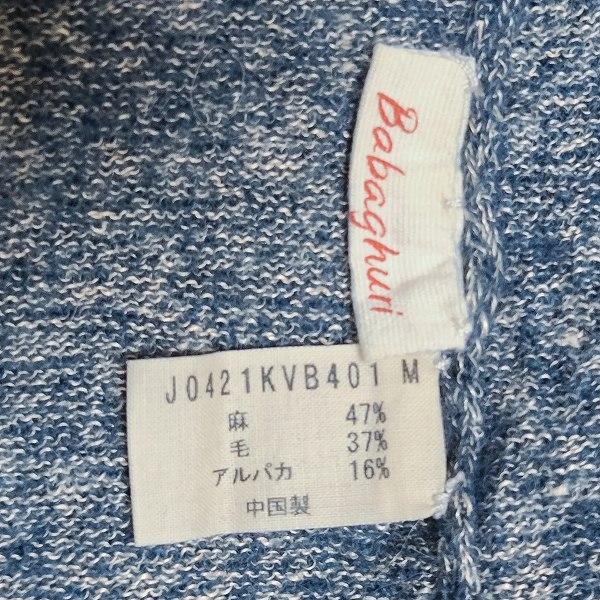 Babaghuri
J0421KVB401 M
麻 47%
毛 37%
アルパカ 16%
中国製